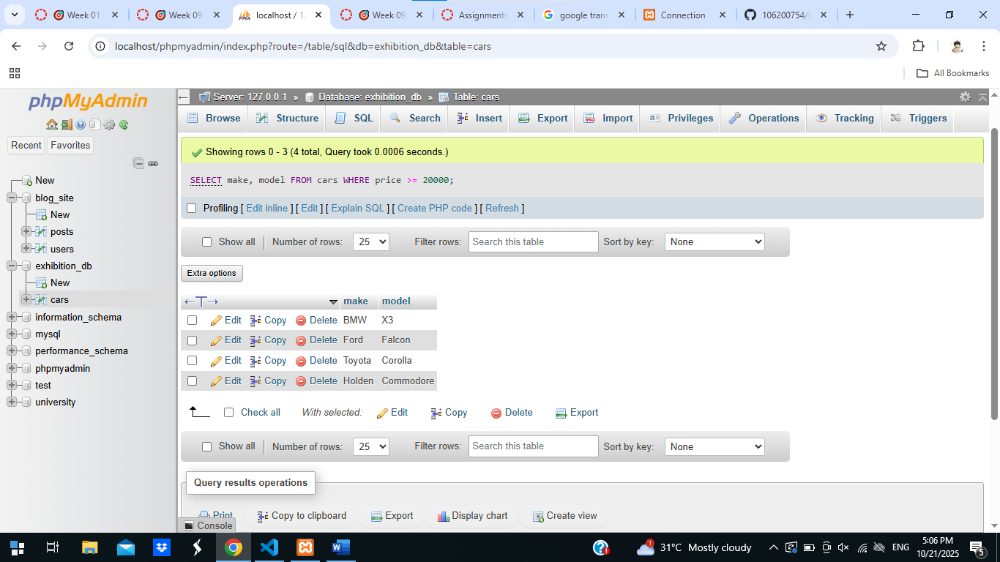 Week 01
Week 09:
localhost / 12
Week 09
Assignments
google trans
Connection
106200754/l
localhost/phpmyadmin/index.php?route=/table/sql&db=exhibition_db&table=cars
All Bookmarks
phpMyAdmin
Recent Favorites
New
blog_site
New
posts
users
exhibition_db
New
cars
information_schema
mysql
performance_schema
phpmyadmin
test
university
Server: 127.0.0.1 » Database: exhibition_db » Table: cars
Browse Structure SQL Search Insert Export Import Privileges Operations Tracking Triggers
Showing rows 0 - 3 (4 total, Query took 0.0006 seconds.)
SELECT make, model FROM cars WHERE price >= 20000;
Profiling [ Edit inline ] [ Edit ] [ Explain SQL ] [ Create PHP code ] [ Refresh ]
Show all Number of rows: 25 Filter rows: Search this table Sort by key: None
Extra options
←T→ make model
Edit Copy Delete BMW X3
Edit Copy Delete Ford Falcon
Edit Copy Delete Toyota Corolla
Edit Copy Delete Holden Commodore
Check all With selected: Edit Copy Delete Export
Show all Number of rows: 25 Filter rows: Search this table Sort by key: None
Query results operations
Print Copy to clipboard Export Display chart Create view
Console
1 31°C Mostly cloudy ENG 5:06 PM
10/21/2025 5